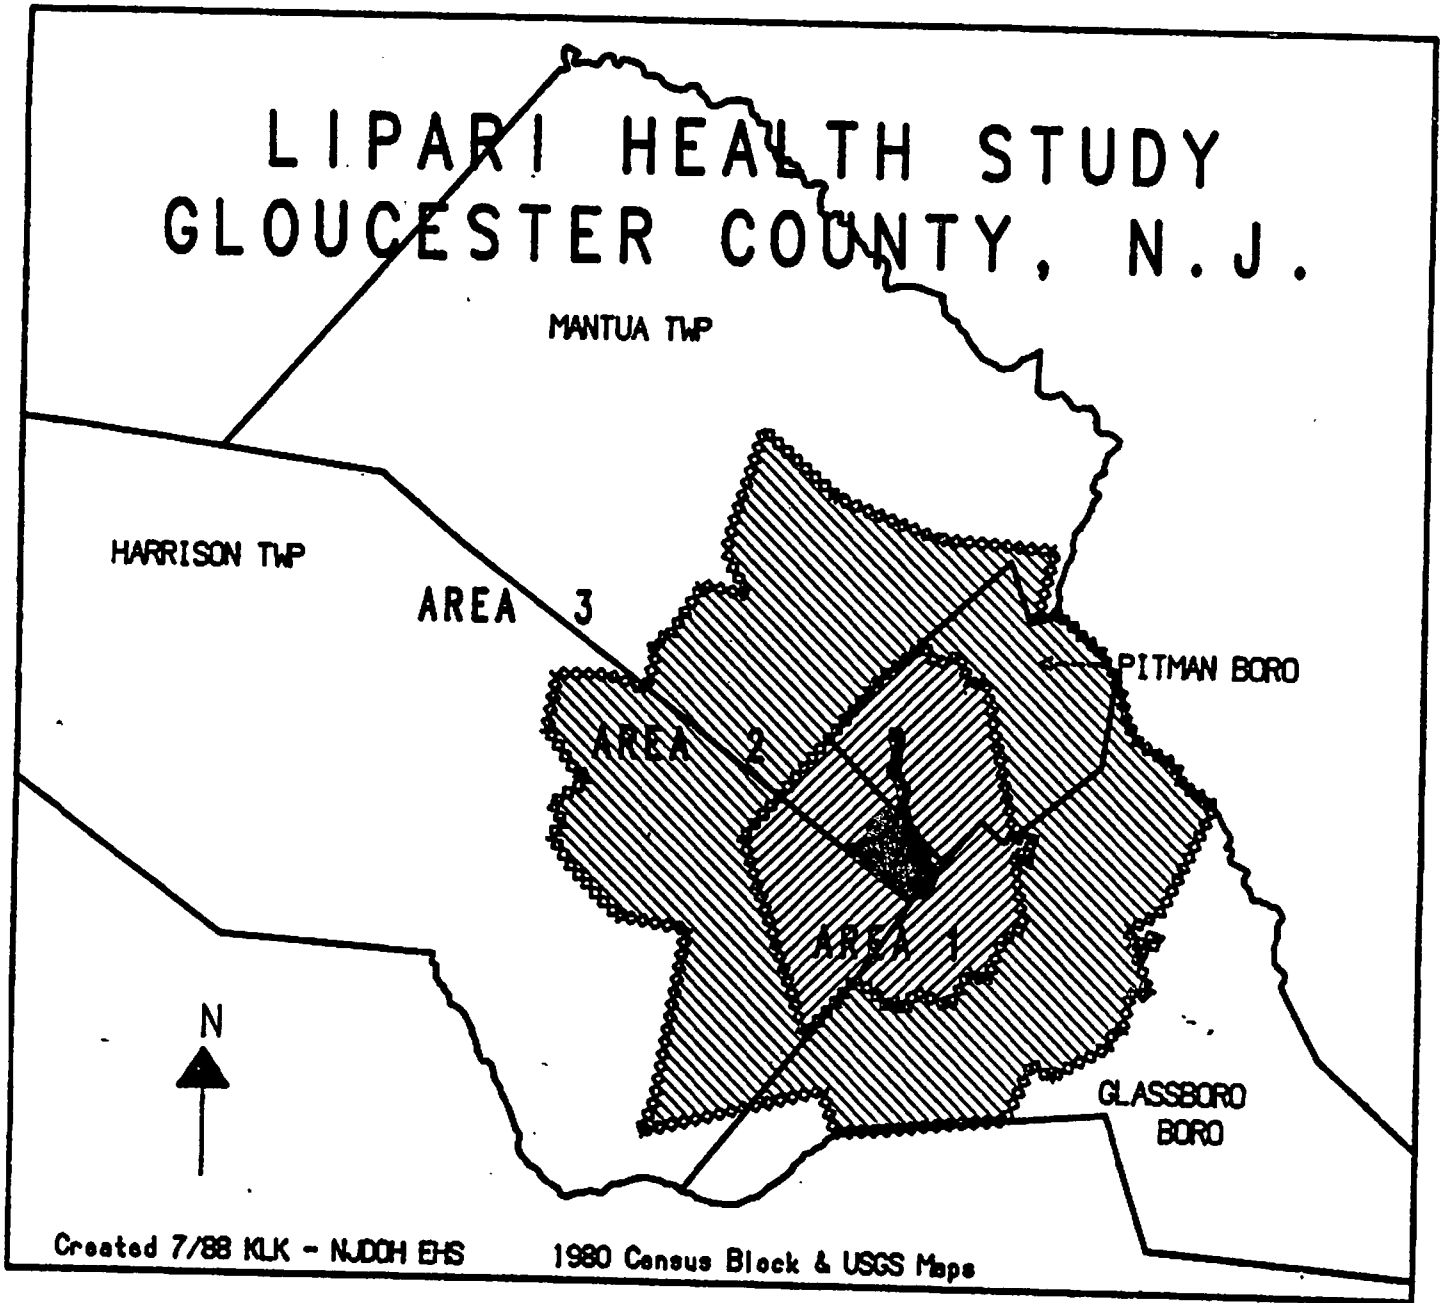 LIPARI HEALTH STUDY
GLOUCESTER COUNTY, N.J.
MANTUA TWP
HARRISON TWP
AREA 3
PITMAN BORO
AREA 2
AREA 1
N
GLASSBORO
BORO
Created 7/88 KLK - NJDOH EHS
1980 Census Block & USGS Maps